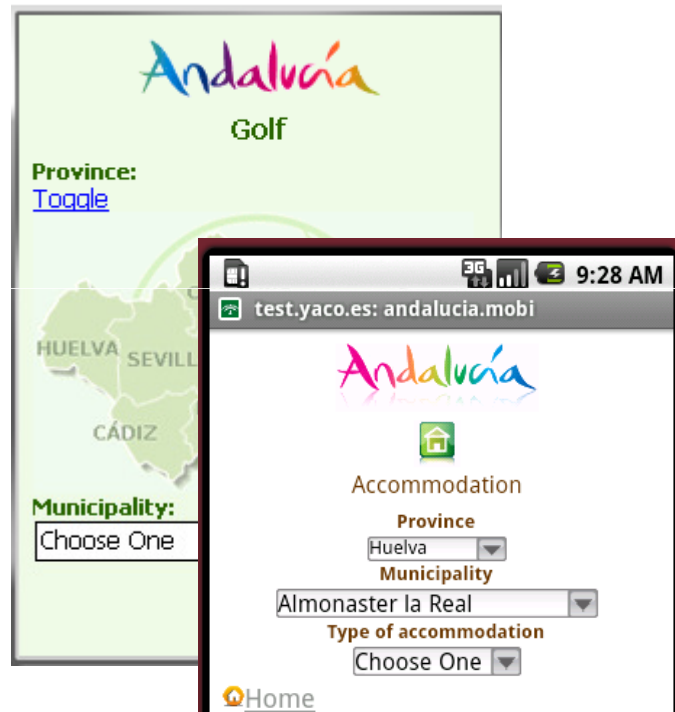 Andalucía
Golf
Province:
Toggle
HUELVA
SEVILL
CÁDIZ
Municipality:
Choose One
3G
9:28 AM
test.yaco.es: andalucia.mobi
Andalucía
Accommodation
Province
Huelva
Municipality
Almonaster la Real
Type of accommodation
Choose One
Home